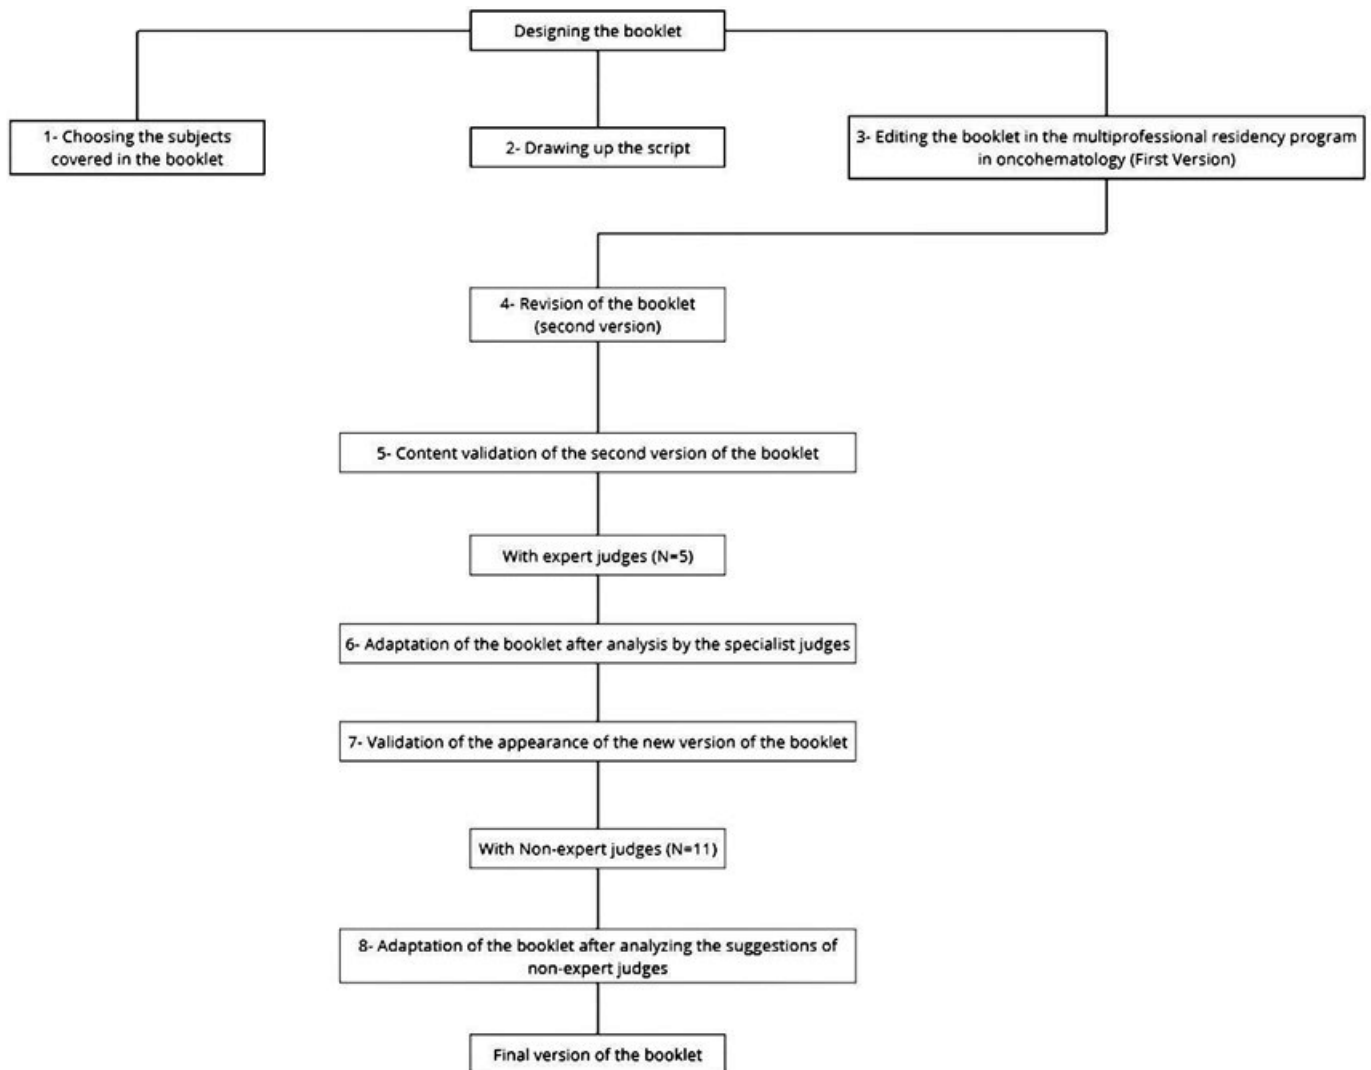 Designing the booklet
1- Choosing the subjects
covered in the booklet
2- Drawing up the script
3- Editing the booklet in the multiprofessional residency program
in oncohematology (First Version)
4- Revision of the booklet
(second version)
5- Content validation of the second version of the booklet
With expert judges (N=5)
6- Adaptation of the booklet after analysis by the specialist judges
7- Validation of the appearance of the new version of the booklet
With Non-expert judges (N=11)
8- Adaptation of the booklet after analyzing the suggestions of
non-expert judges
Final version of the booklet